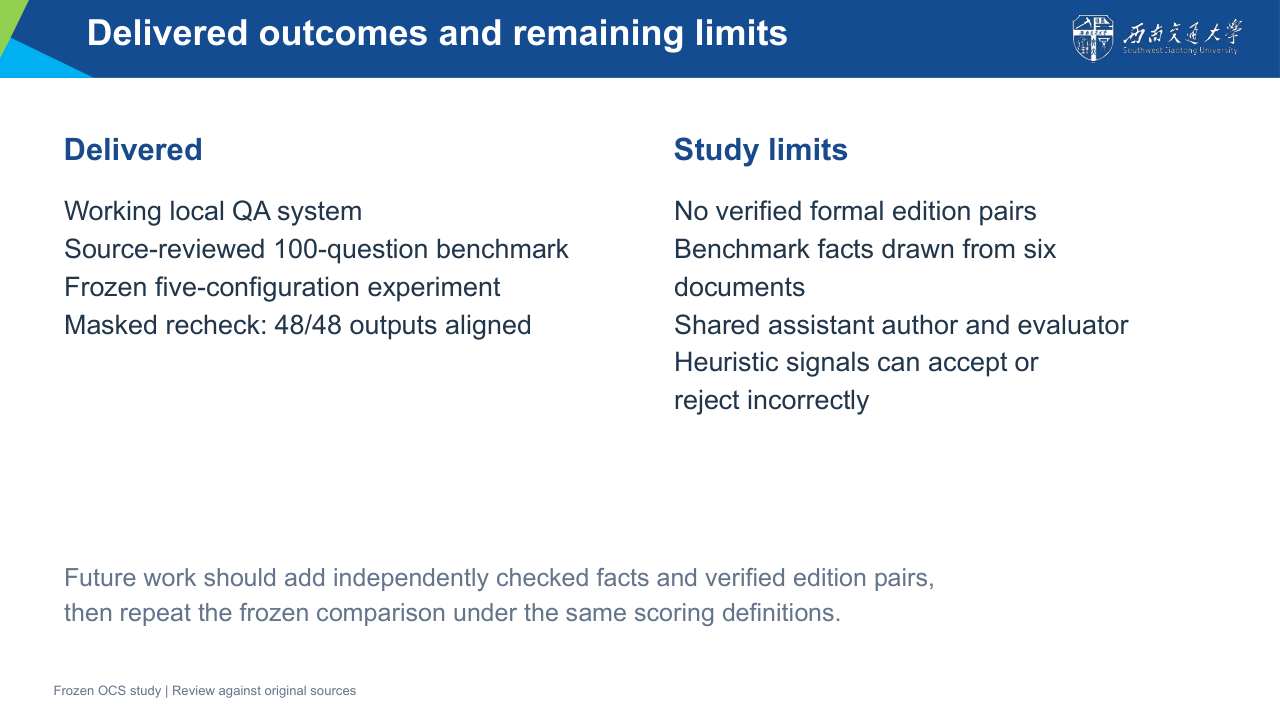 Delivered outcomes and remaining limits
西南交通大学
Southwest Jiaotong University
Delivered
Working local QA system
Source-reviewed 100-question benchmark
Frozen five-configuration experiment
Masked recheck: 48/48 outputs aligned
Study limits
No verified formal edition pairs
Benchmark facts drawn from six
documents
Shared assistant author and evaluator
Heuristic signals can accept or
reject incorrectly
Future work should add independently checked facts and verified edition pairs,
then repeat the frozen comparison under the same scoring definitions.
Frozen OCS study | Review against original sources